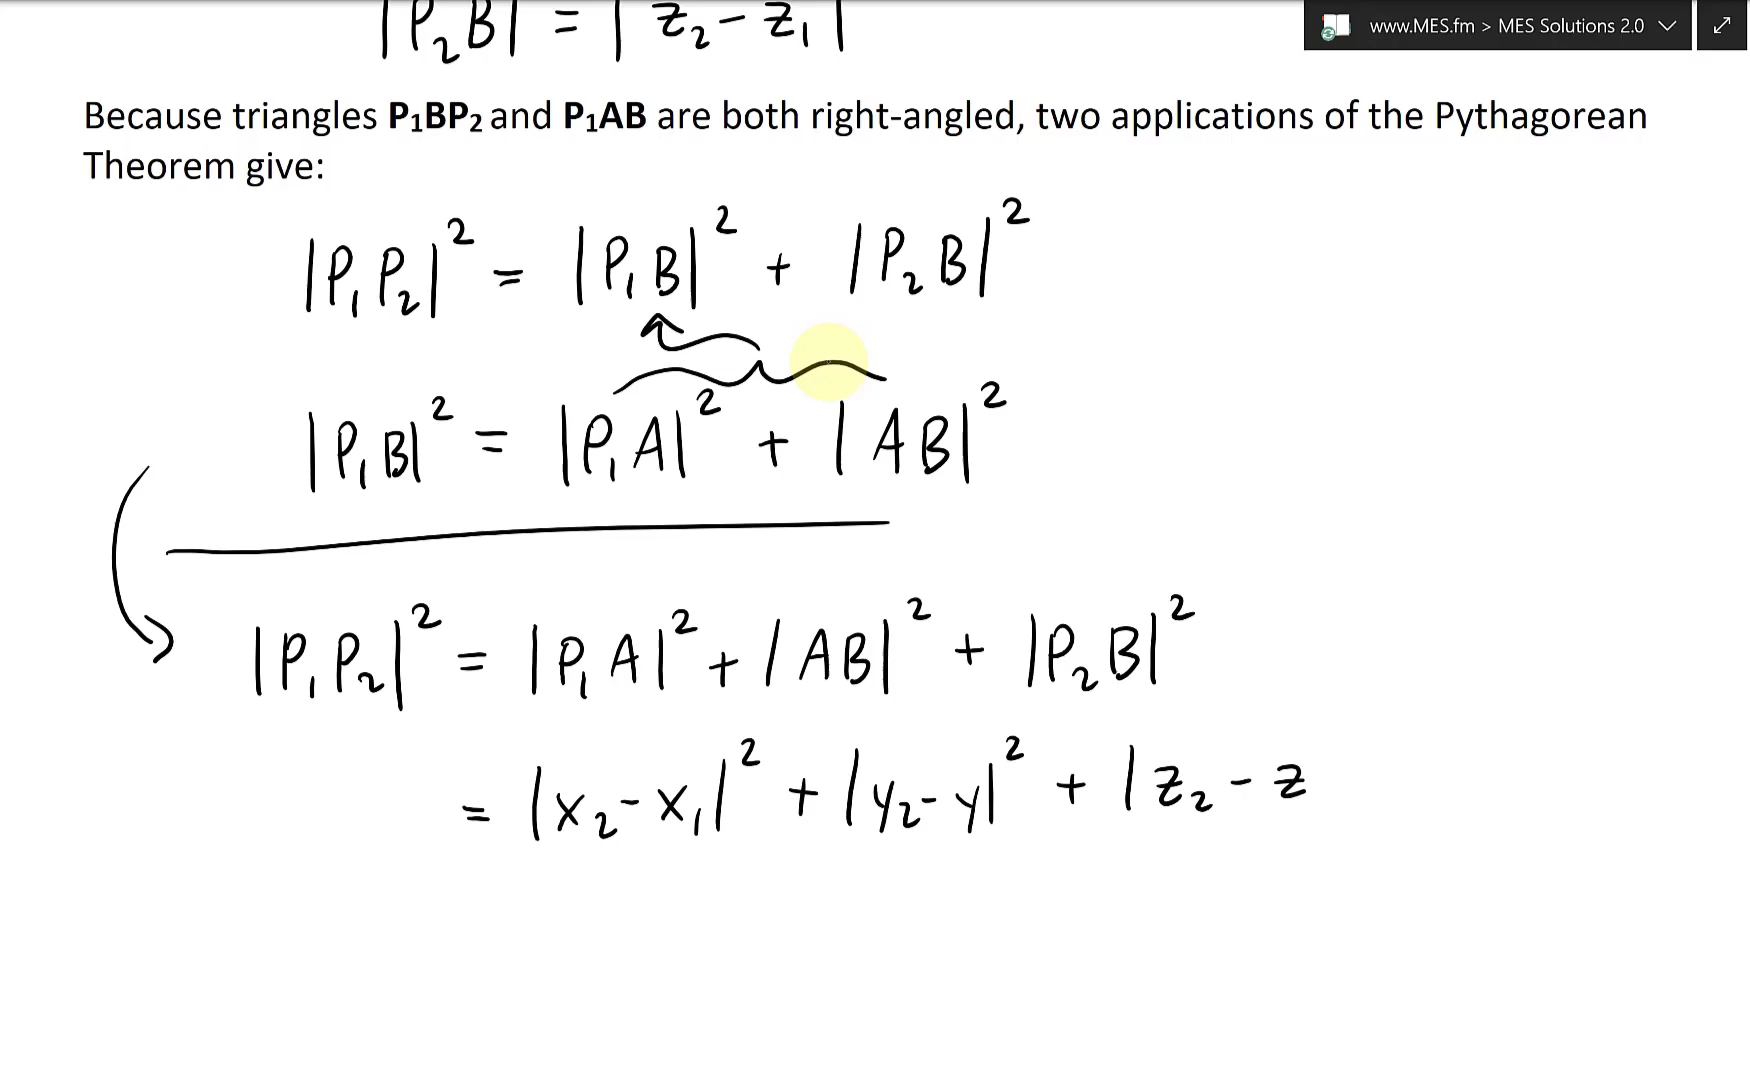 |P₂B| = |z₂ - z₁|
www.MES.fm > MES Solutions 2.0
Because triangles P₁BP₂ and P₁AB are both right-angled, two applications of the Pythagorean
Theorem give:
|P₁P₂|² = |P₁B|² + |P₂B|²
|P₁B|² = |P₁A|² + |AB|²
|P₁P₂|² = |P₁A|² + |AB|² + |P₂B|²
= |x₂ - x₁|² + |y₂ - y|² + |z₂ - z